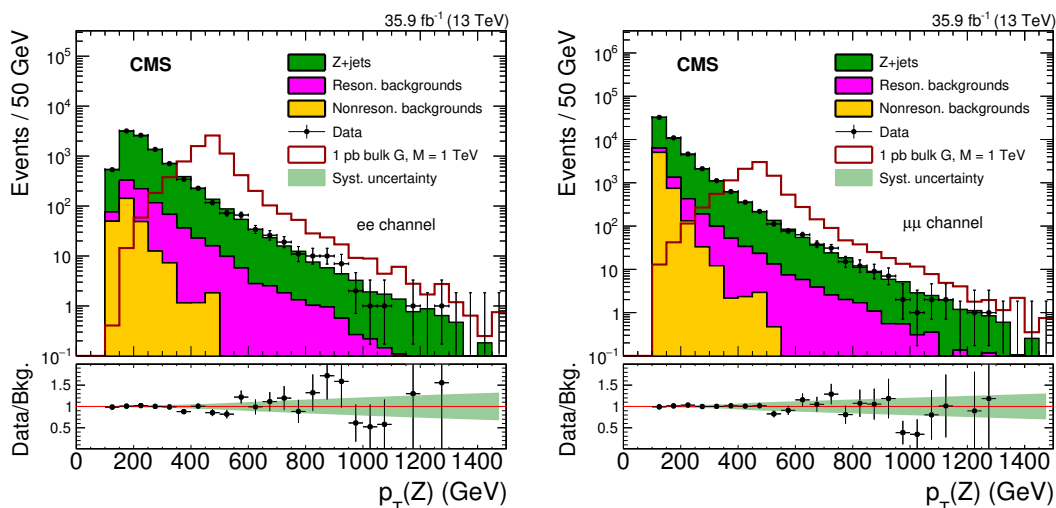 35.9 fb⁻¹ (13 TeV)
CMS
Z+jets
Reson. backgrounds
Nonreson. backgrounds
Data
1 pb bulk G, M = 1 TeV
Syst. uncertainty
ee channel
Events / 50 GeV
10⁵
10⁴
10³
10²
10
1
10⁻¹
Data/Bkg.
1.5
1
0.5
0 200 400 600 800 1000 1200 1400
p_T(Z) (GeV)
35.9 fb⁻¹ (13 TeV)
CMS
Z+jets
Reson. backgrounds
Nonreson. backgrounds
Data
1 pb bulk G, M = 1 TeV
Syst. uncertainty
μμ channel
Events / 50 GeV
10⁶
10⁵
10⁴
10³
10²
10
1
10⁻¹
Data/Bkg.
1.5
1
0.5
0 200 400 600 800 1000 1200 1400
p_T(Z) (GeV)